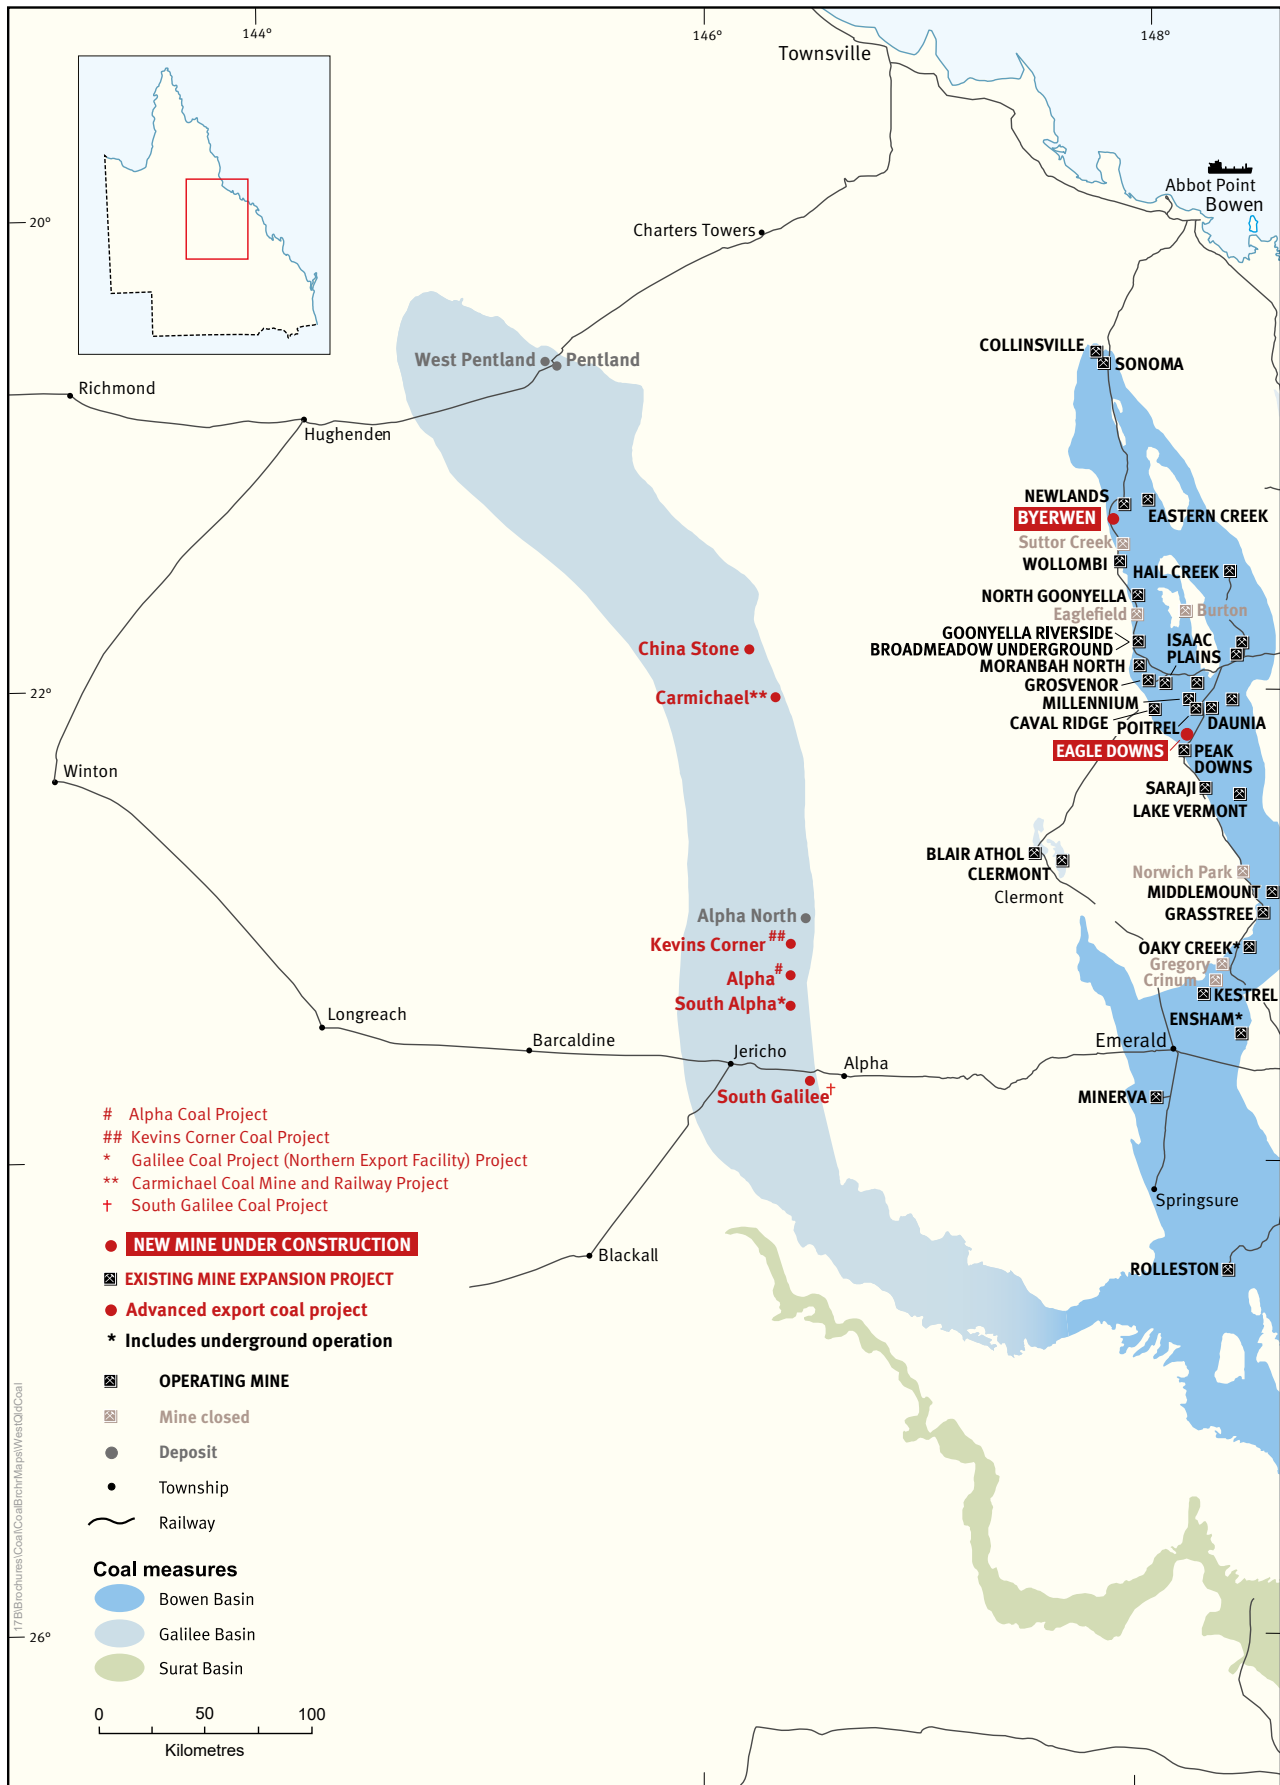 144°
146°
148°
Townsville
Abbot Point
Bowen
20°
Charters Towers
West Pentland
Pentland
COLLINSVILLE
SONOMA
Richmond
Hughenden
NEWLANDS
EASTERN CREEK
BYERWEN
Suttor Creek
WOLLOMBI
HAIL CREEK
NORTH GOONYELLA
Eaglefield
Burton
GOONYELLA RIVERSIDE
BROADMEADOW UNDERGROUND
ISAAC
PLAINS
China Stone
MORANBAH NORTH
GROSVENOR
22°
Carmichael**
MILLENNIUM
CAVAL RIDGE
POITREL
DAUNIA
EAGLE DOWNS
PEAK
DOWNS
Winton
SARAJI
LAKE VERMONT
BLAIR ATHOL
CLERMONT
Clermont
Norwich Park
MIDDLEMOUNT
GRASSTREE
Alpha North
Kevins Corner ##
OAKY CREEK*
Gregory
Crinum
Alpha#
KESTREL
South Alpha*
ENSHAM*
Longreach
Barcaldine
Jericho
Alpha
Emerald
South Galilee†
MINERVA
# Alpha Coal Project
## Kevins Corner Coal Project
* Galilee Coal Project (Northern Export Facility) Project
** Carmichael Coal Mine and Railway Project
† South Galilee Coal Project
Springsure
NEW MINE UNDER CONSTRUCTION
Blackall
ROLLESTON
EXISTING MINE EXPANSION PROJECT
Advanced export coal project
* Includes underground operation
OPERATING MINE
Mine closed
Deposit
Township
Railway
Coal measures
Bowen Basin
Galilee Basin
Surat Basin
26°
0 50 100
Kilometres
17B\Brochures\Coal\CoalBrchrMaps\WestQldCoal